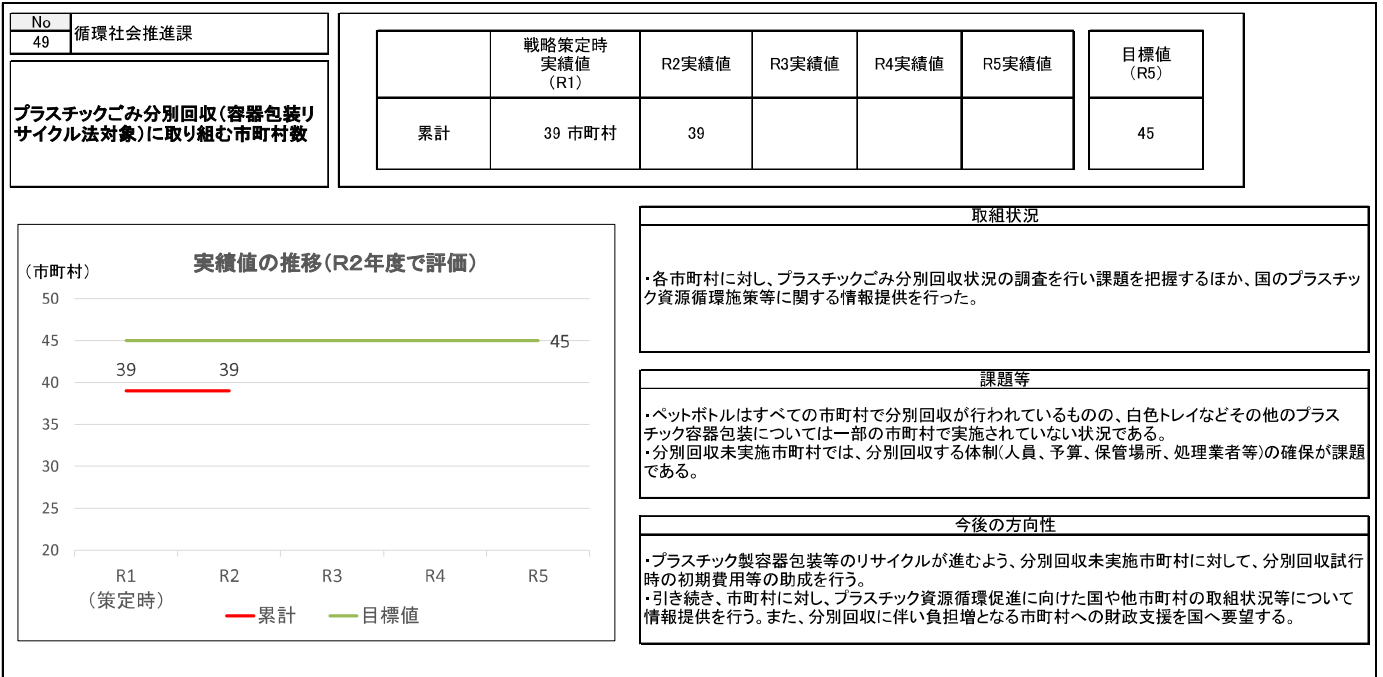 No
49
循環社会推進課
プラスチックごみ分別回収(容器包装リ
サイクル法対象)に取り組む市町村数
戦略策定時
実績値
(R1)
R2実績値
R3実績値
R4実績値
R5実績値
目標値
(R5)
累計
39 市町村
39
45
実績値の推移(R2年度で評価)
(市町村)
50
45
40
35
30
25
20
39
39
45
R1
R2
R3
R4
R5
(策定時)
累計
目標値
取組状況
・各市町村に対し、プラスチックごみ分別回収状況の調査を行い課題を把握するほか、国のプラスチッ
ク資源循環施策等に関する情報提供を行った。
課題等
・ペットボトルはすべての市町村で分別回収が行われているものの、白色トレイなどその他のプラス
チック容器包装については一部の市町村で実施されていない状況である。
・分別回収未実施市町村では、分別回収する体制(人員、予算、保管場所、処理業者等)の確保が課題
である。
今後の方向性
・プラスチック製容器包装等のリサイクルが進むよう、分別回収未実施市町村に対して、分別回収試行
時の初期費用等の助成を行う。
・引き続き、市町村に対し、プラスチック資源循環促進に向けた国や他市町村の取組状況等について
情報提供を行う。また、分別回収に伴い負担増となる市町村への財政支援を国へ要望する。